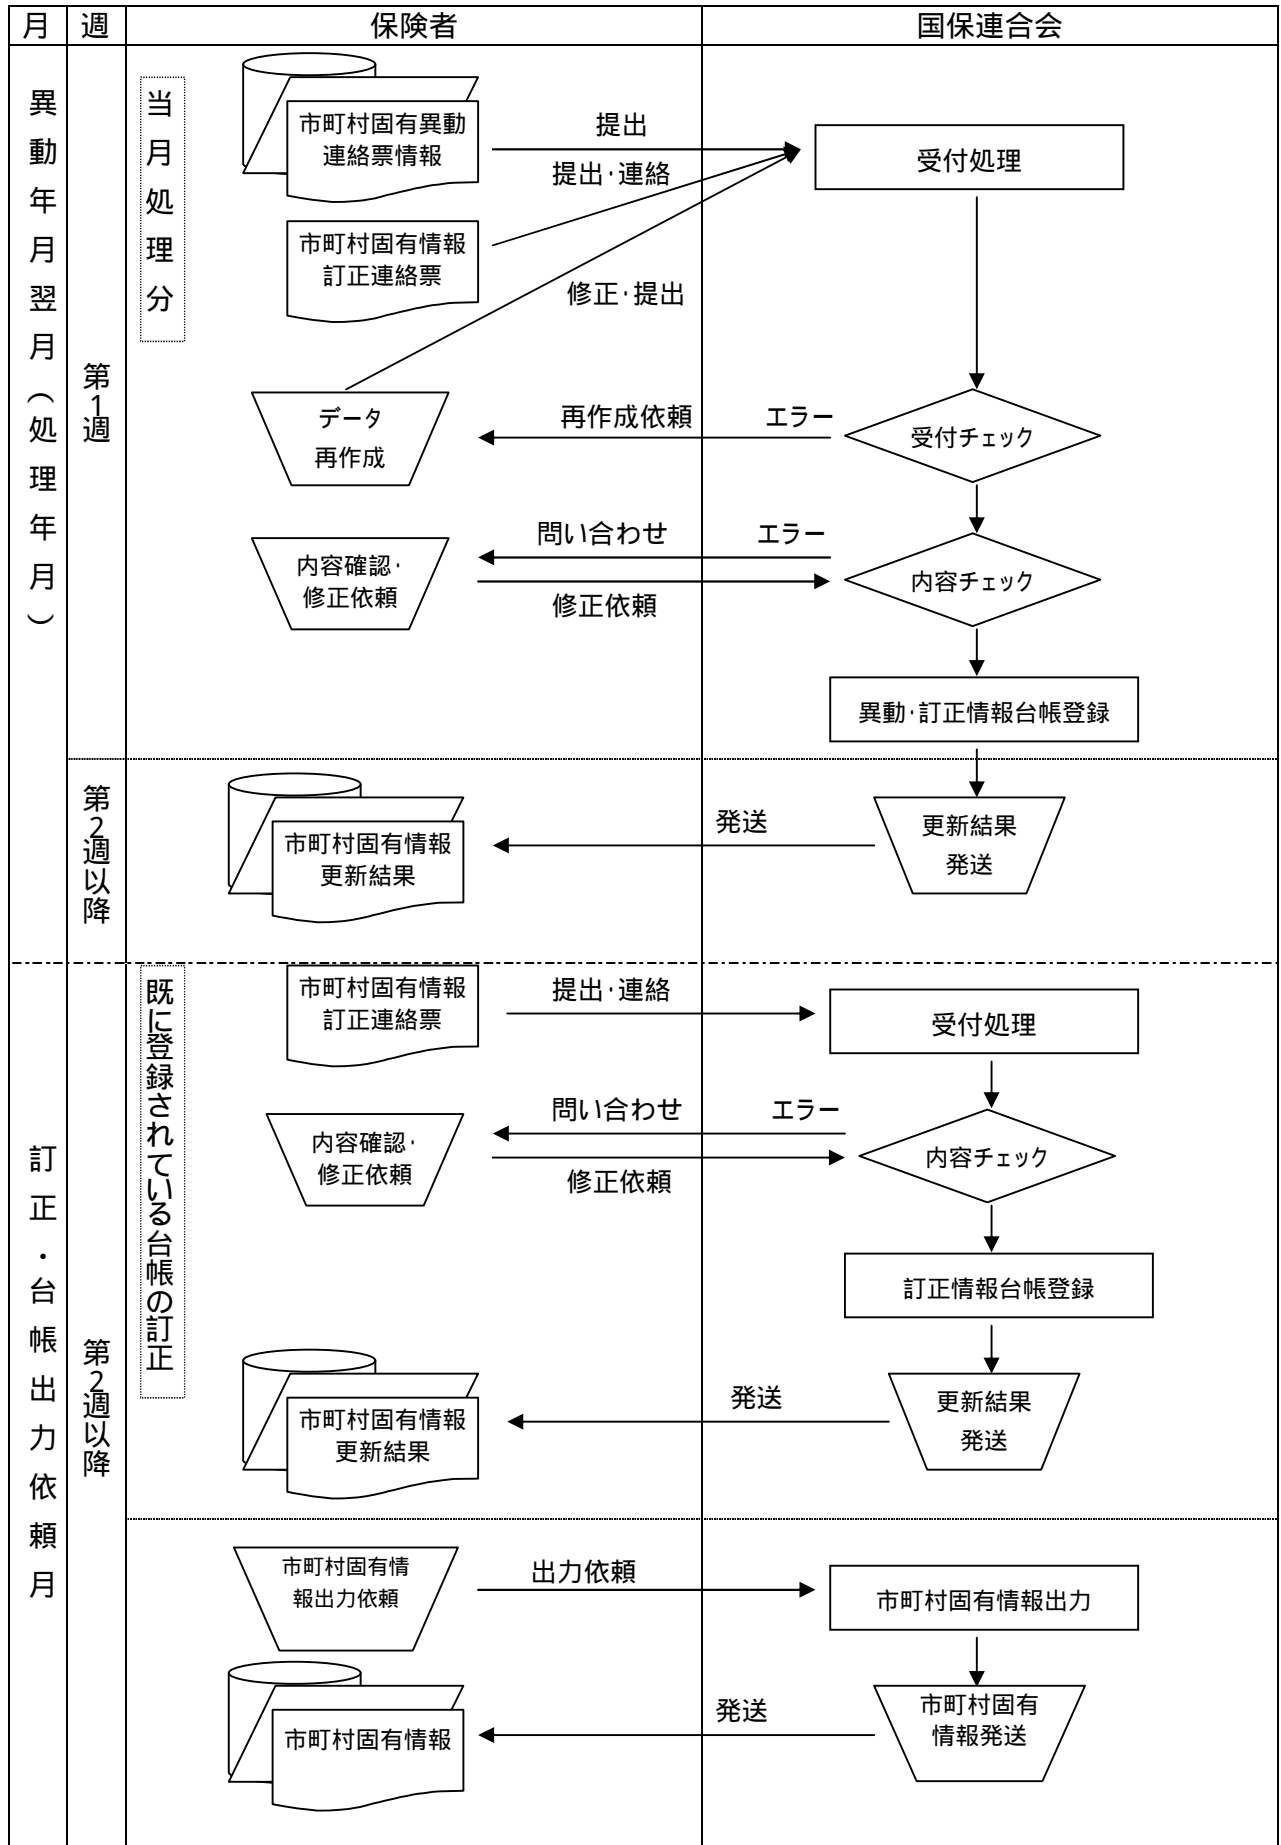 月
週
保険者
国保連合会
異動年月翌月（処理年月）
第1週
当月処理分
市町村固有異動
連絡票情報
提出
提出・連絡
受付処理
市町村固有情報
訂正連絡票
修正・提出
データ
再作成
再作成依頼
エラー
受付チェック
問い合わせ
エラー
内容確認・
修正依頼
修正依頼
内容チェック
異動・訂正情報台帳登録
第2週以降
市町村固有情報
更新結果
発送
更新結果
発送
訂正・台帳出力依頼月
第2週以降
既に登録されている台帳の訂正
市町村固有情報
訂正連絡票
提出・連絡
受付処理
問い合わせ
エラー
内容確認・
修正依頼
修正依頼
内容チェック
訂正情報台帳登録
市町村固有情報
更新結果
発送
更新結果
発送
市町村固有情
報出力依頼
出力依頼
市町村固有情報出力
市町村固有情報
発送
市町村固有
情報発送